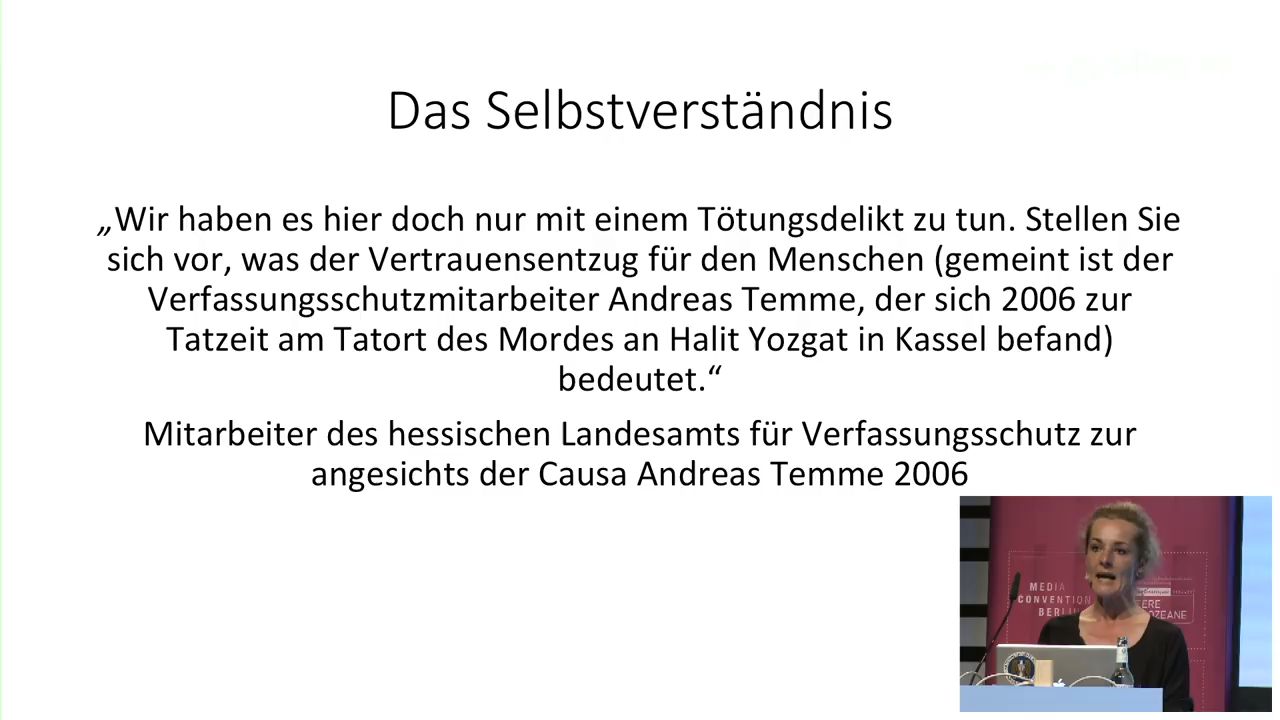 Das Selbstverständnis
„Wir haben es hier doch nur mit einem Tötungsdelikt zu tun. Stellen Sie
sich vor, was der Vertrauensentzug für den Menschen (gemeint ist der
Verfassungsschutzmitarbeiter Andreas Temme, der sich 2006 zur
Tatzeit am Tatort des Mordes an Halit Yozgat in Kassel befand)
bedeutet.“
Mitarbeiter des hessischen Landesamts für Verfassungsschutz zur
angesichts der Causa Andreas Temme 2006
MEDIA
CONVENTION